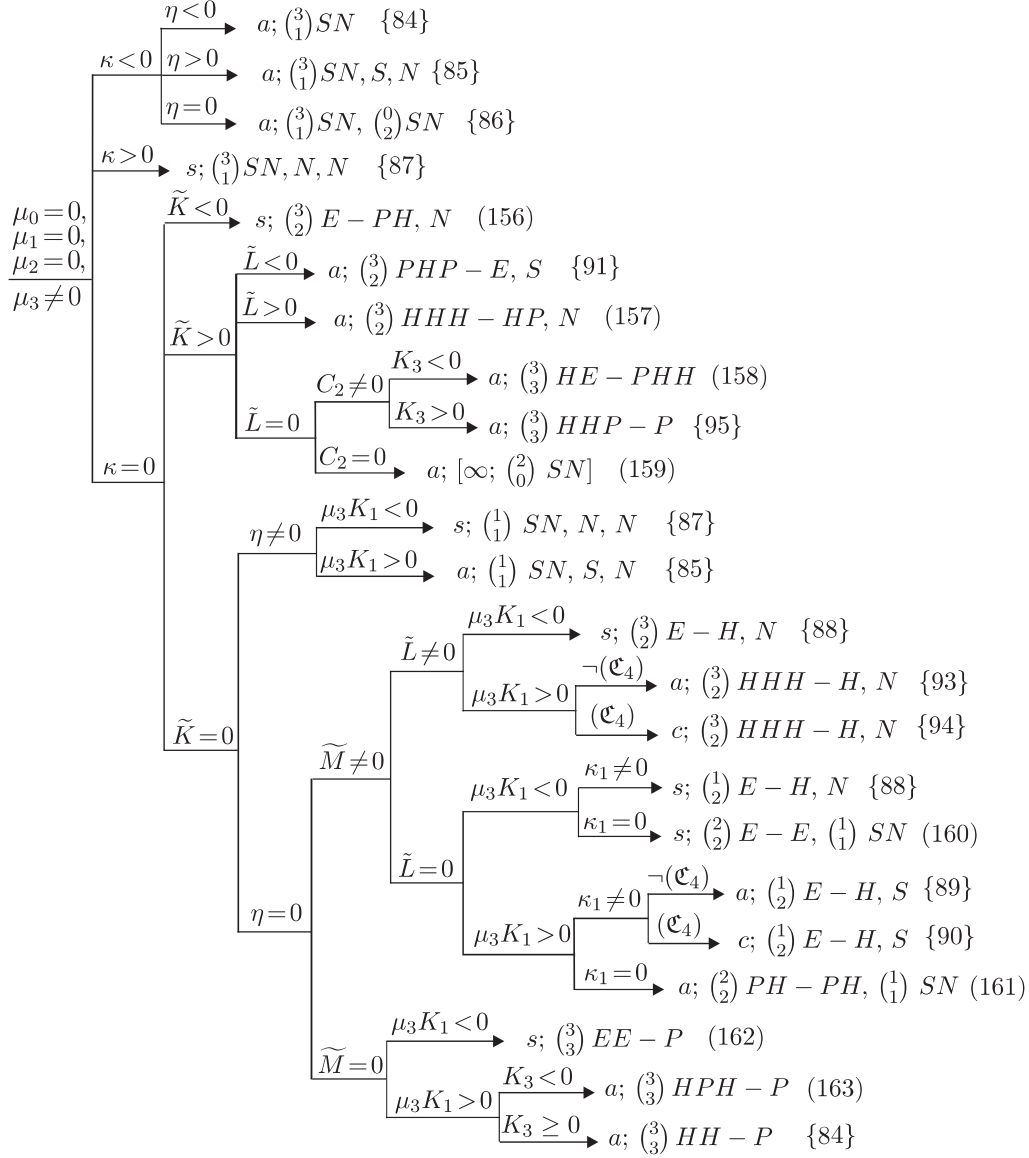 η<0 a; (3 1) SN {84}
κ<0 η>0 a; (3 1) SN, S, N {85}
η=0 a; (3 1) SN, (0 2) SN {86}
κ>0 s; (3 1) SN, N, N {87}
μ₀=0,
μ₁=0,
μ₂=0,
μ₃≠0
K̃<0 s; (3 2) E − PH, N (156)
L̃<0 a; (3 2) PHP − E, S {91}
K̃>0 L̃>0 a; (3 2) HHH − HP, N (157)
C₂≠0 K₃<0 a; (3 3) HE − PHH (158)
L̃=0 K₃>0 a; (3 3) HHP − P {95}
κ=0 C₂=0 a; [∞; (2 0) SN] (159)
η≠0 μ₃K₁<0 s; (1 1) SN, N, N {87}
μ₃K₁>0 a; (1 1) SN, S, N {85}
L̃≠0 μ₃K₁<0 s; (3 2) E − H, N {88}
μ₃K₁>0 ¬(ℭ₄) a; (3 2) HHH − H, N {93}
K̃=0 (ℭ₄) c; (3 2) HHH − H, N {94}
M̃≠0 μ₃K₁<0 κ₁≠0 s; (1 2) E − H, N {88}
κ₁=0 s; (2 2) E − E, (1 1) SN (160)
L̃=0 κ₁≠0 ¬(ℭ₄) a; (1 2) E − H, S {89}
η=0 μ₃K₁>0 (ℭ₄) c; (1 2) E − H, S {90}
κ₁=0 a; (2 2) PH − PH, (1 1) SN (161)
μ₃K₁<0 s; (3 3) EE − P (162)
M̃=0 K₃<0 a; (3 3) HPH − P (163)
μ₃K₁>0 K₃ ≥ 0 a; (3 3) HH − P {84}